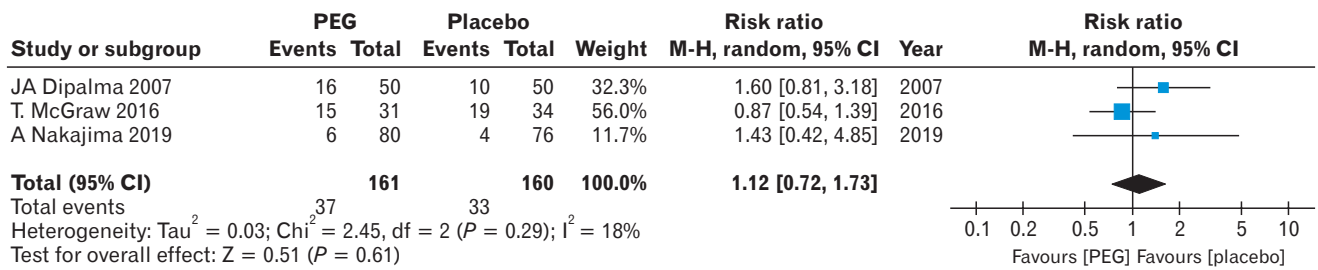 PEG Placebo Risk ratio Risk ratio
Study or subgroup Events Total Events Total Weight M-H, random, 95% CI Year M-H, random, 95% CI
JA Dipalma 2007 16 50 10 50 32.3% 1.60 [0.81, 3.18] 2007
T. McGraw 2016 15 31 19 34 56.0% 0.87 [0.54, 1.39] 2016
A Nakajima 2019 6 80 4 76 11.7% 1.43 [0.42, 4.85] 2019
Total (95% CI) 161 160 100.0% 1.12 [0.72, 1.73]
Total events 37 33
Heterogeneity: Tau² = 0.03; Chi² = 2.45, df = 2 (P = 0.29); I² = 18%
Test for overall effect: Z = 0.51 (P = 0.61)
0.1 0.2 0.5 1 2 5 10
Favours [PEG] Favours [placebo]